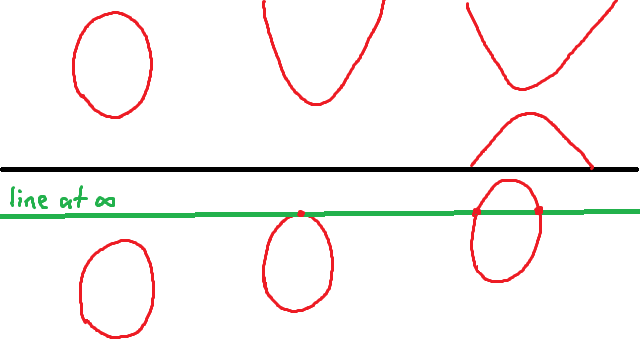 line at ∞